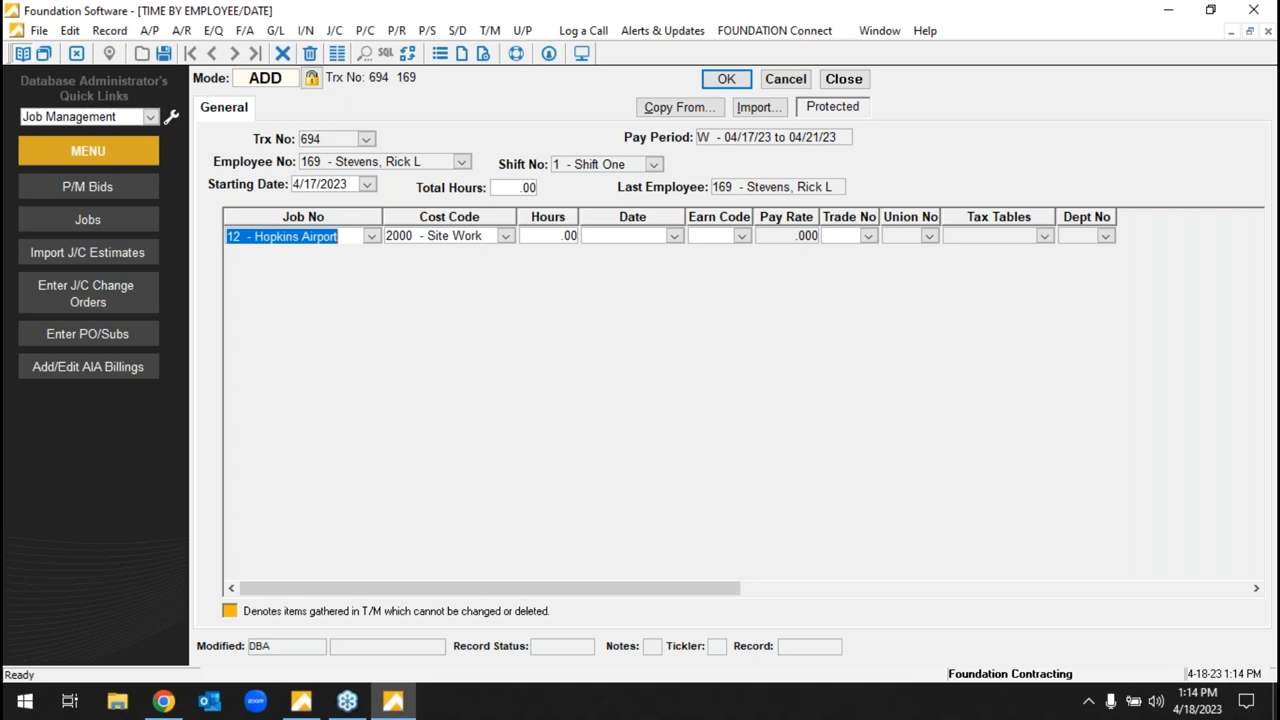 Foundation Software - [TIME BY EMPLOYEE/DATE]
File Edit Record A/P A/R E/Q F/A G/L I/N J/C P/C P/R P/S S/D T/M U/P Log a Call Alerts & Updates FOUNDATION Connect Window Help
SQL
Database Administrator's
Quick Links
Job Management
MENU
P/M Bids
Jobs
Import J/C Estimates
Enter J/C Change
Orders
Enter PO/Subs
Add/Edit AIA Billings
Mode: ADD Trx No: 694 169 OK Cancel Close
General Copy From... Import... Protected
Trx No: 694 Pay Period: W - 04/17/23 to 04/21/23
Employee No: 169 - Stevens, Rick L Shift No: 1 - Shift One
Starting Date: 4/17/2023 Total Hours: .00 Last Employee: 169 - Stevens, Rick L
Job No Cost Code Hours Date Earn Code Pay Rate Trade No Union No Tax Tables Dept No
12 - Hopkins Airport 2000 - Site Work .00 .000
Denotes items gathered in T/M which cannot be changed or deleted.
Modified: DBA Record Status: Notes: Tickler: Record:
Ready Foundation Contracting 4-18-23 1:14 PM
zoom
1:14 PM
4/18/2023